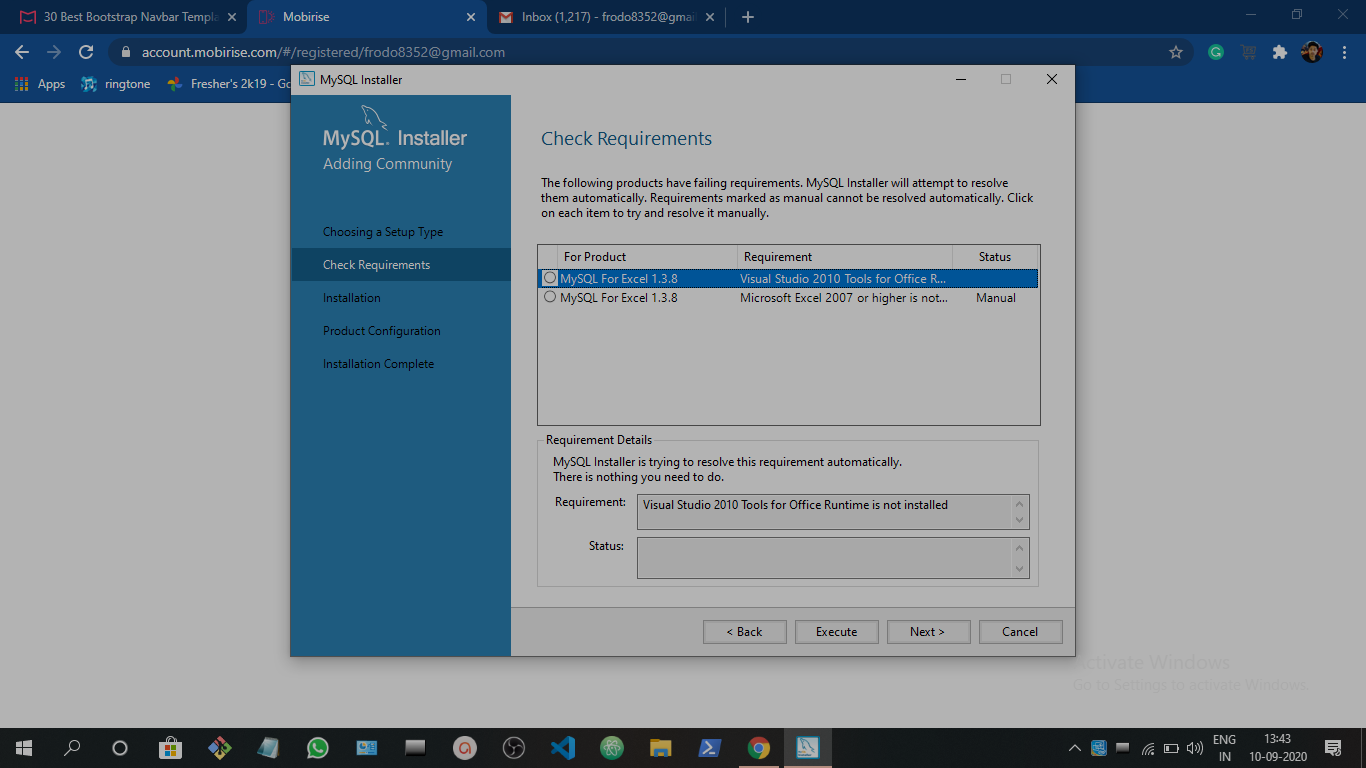 30 Best Bootstrap Navbar Templa
Mobirise
Inbox (1,217) - frodo8352@gmai
account.mobirise.com/#/registered/frodo8352@gmail.com
Apps
ringtone
Fresher's 2k19 - Go
MySQL Installer
MySQL. Installer
Adding Community
Choosing a Setup Type
Check Requirements
Installation
Product Configuration
Installation Complete
Check Requirements
The following products have failing requirements. MySQL Installer will attempt to resolve
them automatically. Requirements marked as manual cannot be resolved automatically. Click
on each item to try and resolve it manually.
For Product Requirement Status
MySQL For Excel 1.3.8 Visual Studio 2010 Tools for Office R...
MySQL For Excel 1.3.8 Microsoft Excel 2007 or higher is not... Manual
Requirement Details
MySQL Installer is trying to resolve this requirement automatically.
There is nothing you need to do.
Requirement: Visual Studio 2010 Tools for Office Runtime is not installed
Status:
< Back Execute Next > Cancel
Activate Windows
Go to Settings to activate Windows.
ENG
IN
13:43
10-09-2020